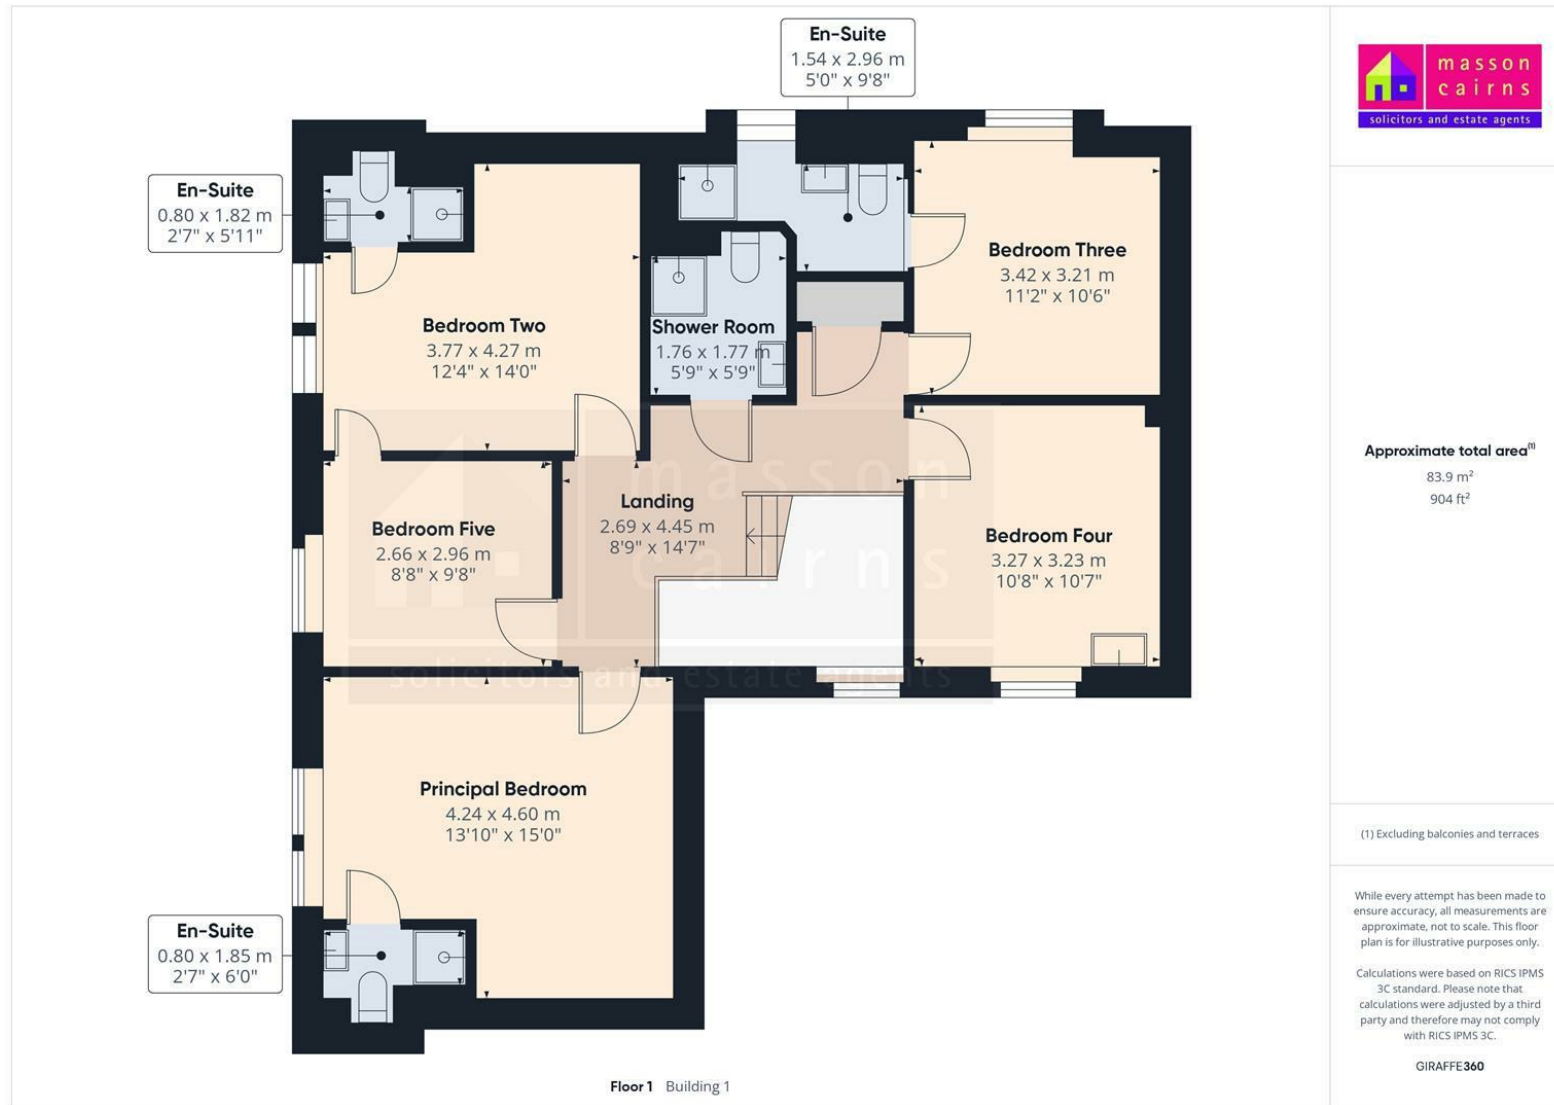 En-Suite
1.54 x 2.96 m
5'0" x 9'8"
En-Suite
0.80 x 1.82 m
2'7" x 5'11"
Bedroom Three
3.42 x 3.21 m
11'2" x 10'6"
Bedroom Two
3.77 x 4.27 m
12'4" x 14'0"
Shower Room
1.76 x 1.77 m
5'9" x 5'9"
Landing
2.69 x 4.45 m
8'9" x 14'7"
Bedroom Five
2.66 x 2.96 m
8'8" x 9'8"
Bedroom Four
3.27 x 3.23 m
10'8" x 10'7"
masson
cairns
solicitors and estate agents
Principal Bedroom
4.24 x 4.60 m
13'10" x 15'0"
En-Suite
0.80 x 1.85 m
2'7" x 6'0"
Floor 1 Building 1
masson
cairns
solicitors and estate agents
Approximate total area(1)
83.9 m²
904 ft²
(1) Excluding balconies and terraces
While every attempt has been made to
ensure accuracy, all measurements are
approximate, not to scale. This floor
plan is for illustrative purposes only.
Calculations were based on RICS IPMS
3C standard. Please note that
calculations were adjusted by a third
party and therefore may not comply
with RICS IPMS 3C.
GIRAFFE360